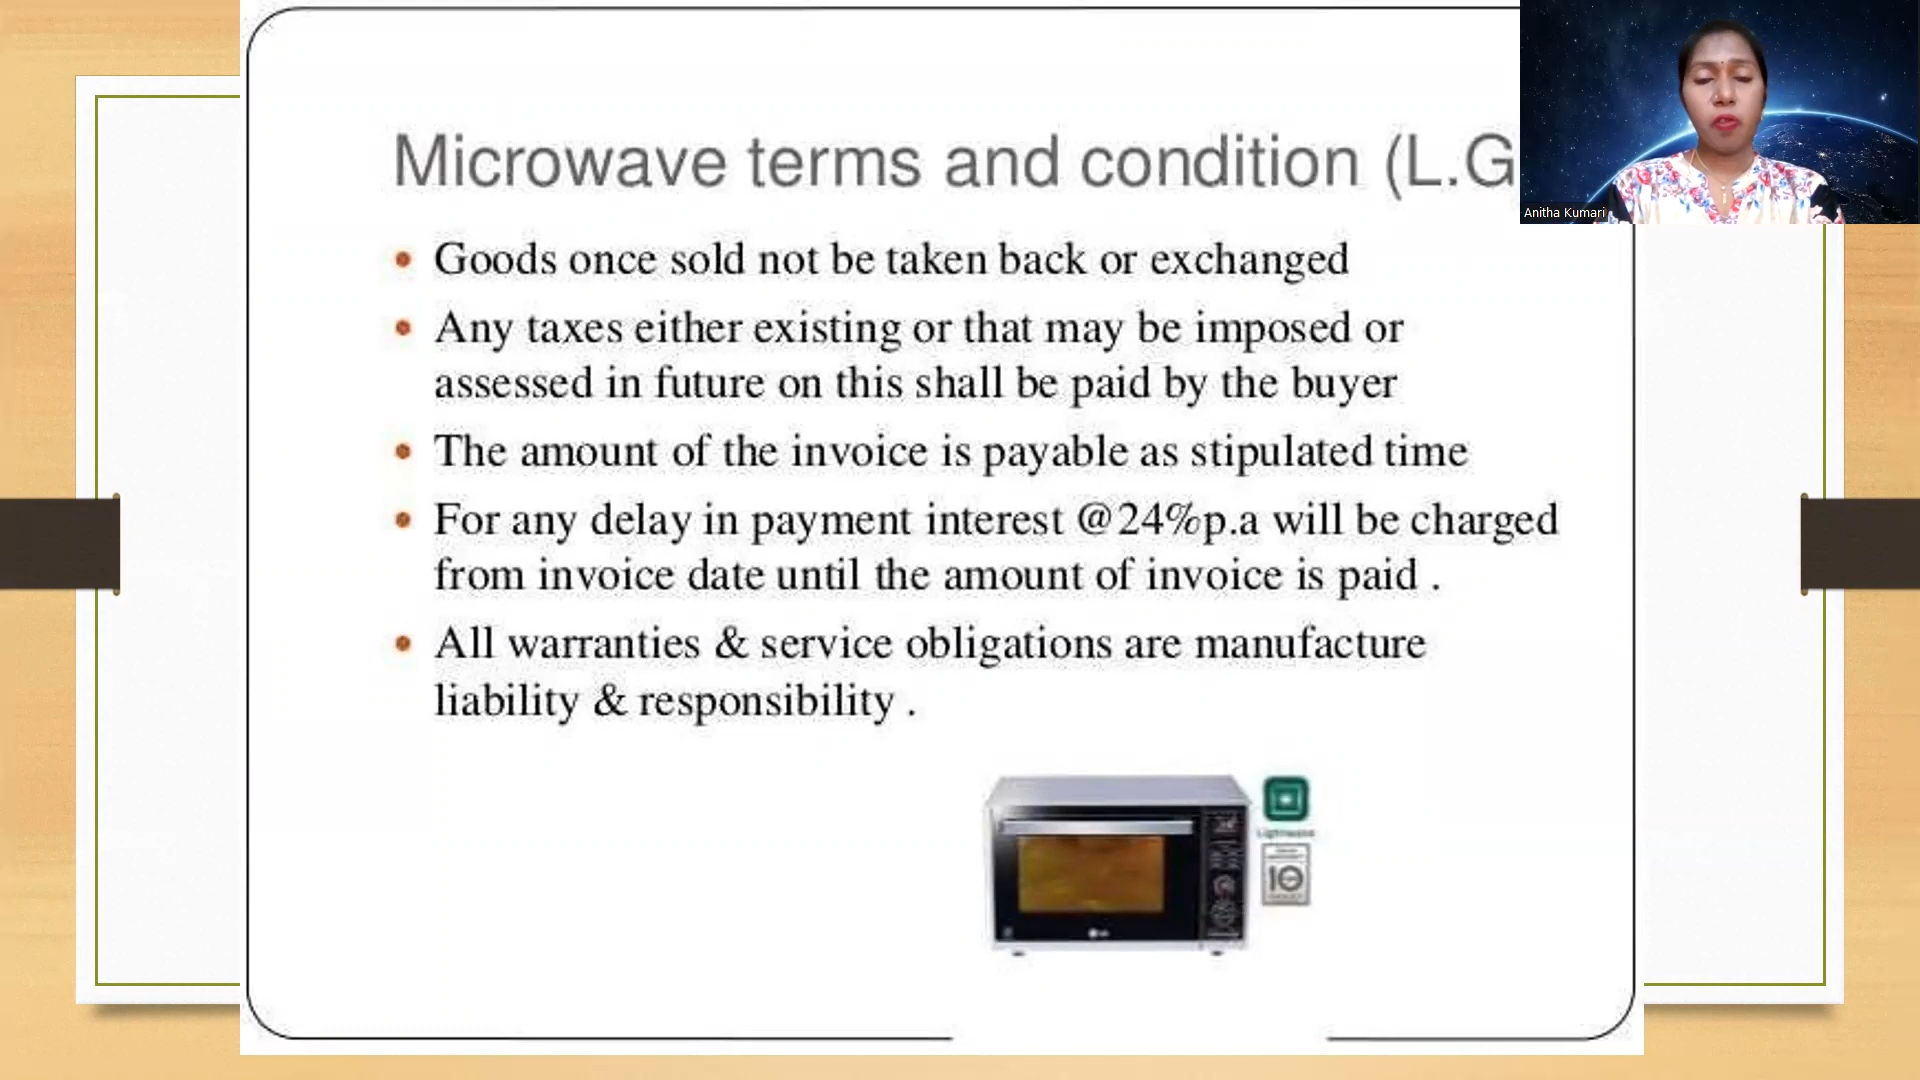 Microwave terms and condition (L.G
Anitha Kumari
• Goods once sold not be taken back or exchanged
• Any taxes either existing or that may be imposed or
assessed in future on this shall be paid by the buyer
• The amount of the invoice is payable as stipulated time
• For any delay in payment interest @24%p.a will be charged
from invoice date until the amount of invoice is paid .
• All warranties & service obligations are manufacture
liability & responsibility .
10